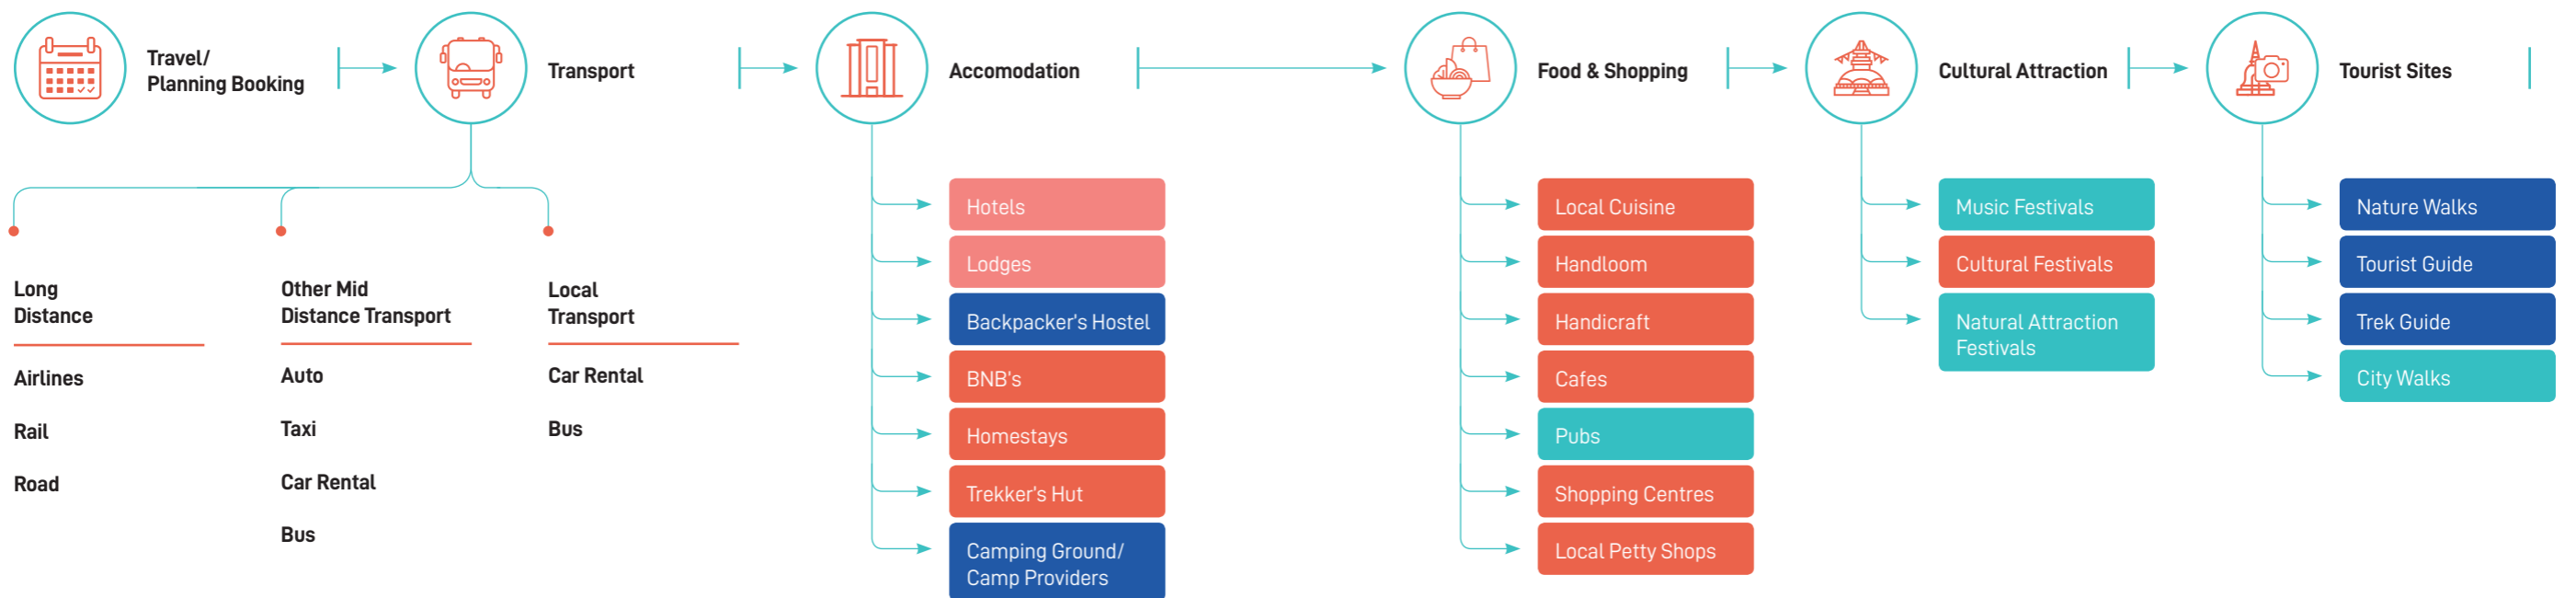 Travel/
Planning Booking
Transport
Accomodation
Food & Shopping
Cultural Attraction
Tourist Sites
Long
Distance
Airlines
Rail
Road
Other Mid
Distance Transport
Auto
Taxi
Car Rental
Bus
Local
Transport
Car Rental
Bus
Hotels
Lodges
Backpacker's Hostel
BNB's
Homestays
Trekker's Hut
Camping Ground/
Camp Providers
Local Cuisine
Handloom
Handicraft
Cafes
Pubs
Shopping Centres
Local Petty Shops
Music Festivals
Cultural Festivals
Natural Attraction
Festivals
Nature Walks
Tourist Guide
Trek Guide
City Walks